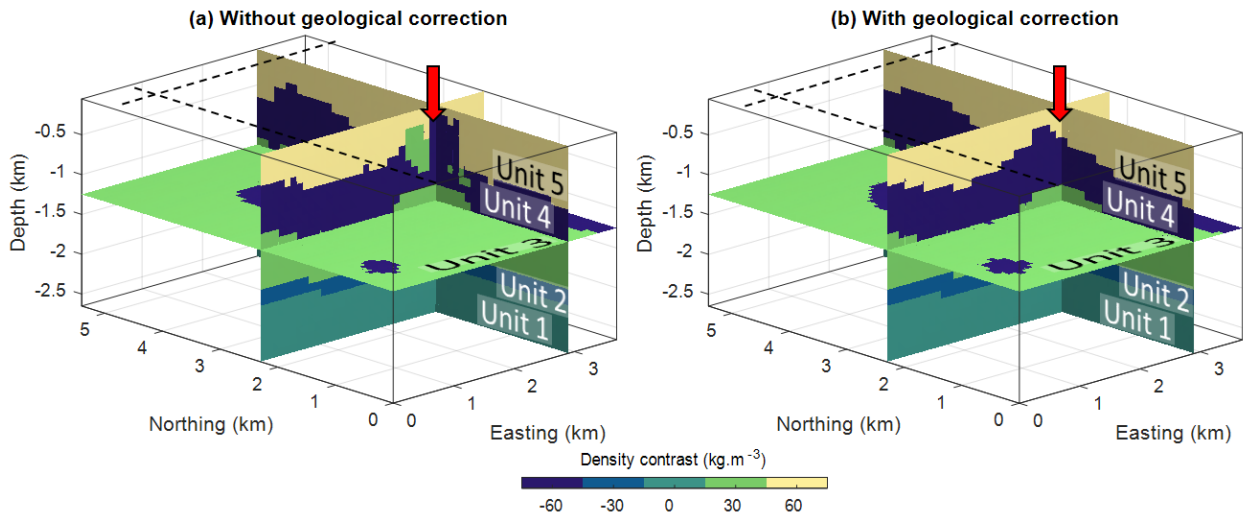 (a) Without geological correction
(b) With geological correction
-0.5
-1
-1.5
-2
-2.5
Depth (km)
Unit 5
Unit 4
Unit 3
Unit 2
Unit 1
5
4
3
2
1
0
Northing (km)
0
1
2
3
Easting (km)
-0.5
-1
-1.5
-2
-2.5
Depth (km)
Unit 5
Unit 4
Unit 3
Unit 2
Unit 1
5
4
3
2
1
0
Northing (km)
0
1
2
3
Easting (km)
Density contrast (kg.m⁻³)
-60 -30 0 30 60